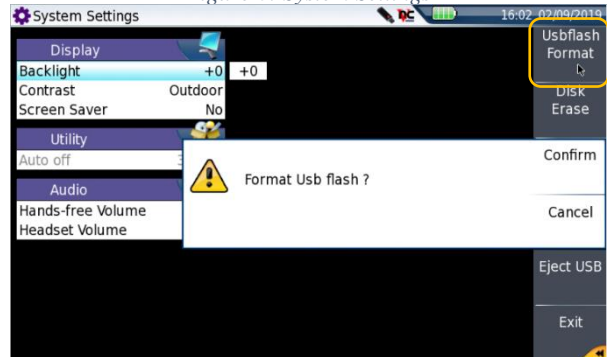 System Settings
16:02 02/09/2019
Display
Backlight +0 +0
Contrast Outdoor
Screen Saver No
Utility
Auto off
Audio
Hands-free Volume
Headset Volume
Format Usb flash ?
Usbflash
Format
Disk
Erase
Confirm
Cancel
Eject USB
Exit